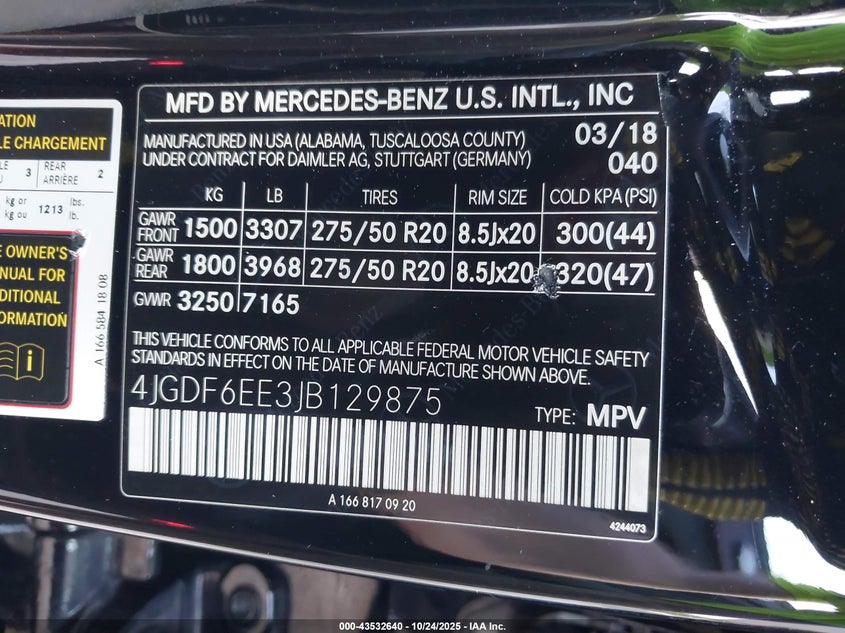 ATION
LE CHARGEMENT
3 REAR ARRIÈRE 2
kg or
kg ou 1213 lbs. lb.
E OWNER'S
ANUAL FOR
DDITIONAL
FORMATION
A 166 584 18 08
MFD BY MERCEDES-BENZ U.S. INTL., INC
MANUFACTURED IN USA (ALABAMA, TUSCALOOSA COUNTY) 03/18
UNDER CONTRACT FOR DAIMLER AG, STUTTGART (GERMANY) 040
KG LB TIRES RIM SIZE COLD KPA (PSI)
GAWR FRONT 1500 3307 275/50 R20 8.5Jx20 300(44)
GAWR REAR 1800 3968 275/50 R20 8.5Jx20 320(47)
GVWR 3250 7165
THIS VEHICLE CONFORMS TO ALL APPLICABLE FEDERAL MOTOR VEHICLE SAFETY
STANDARDS IN EFFECT ON THE DATE OF MANUFACTURE SHOWN ABOVE.
4JGDF6EE3JB129875 TYPE: MPV
A 166 817 09 20
4244073
000-43532640 - 10/24/2025 - IAA Inc.